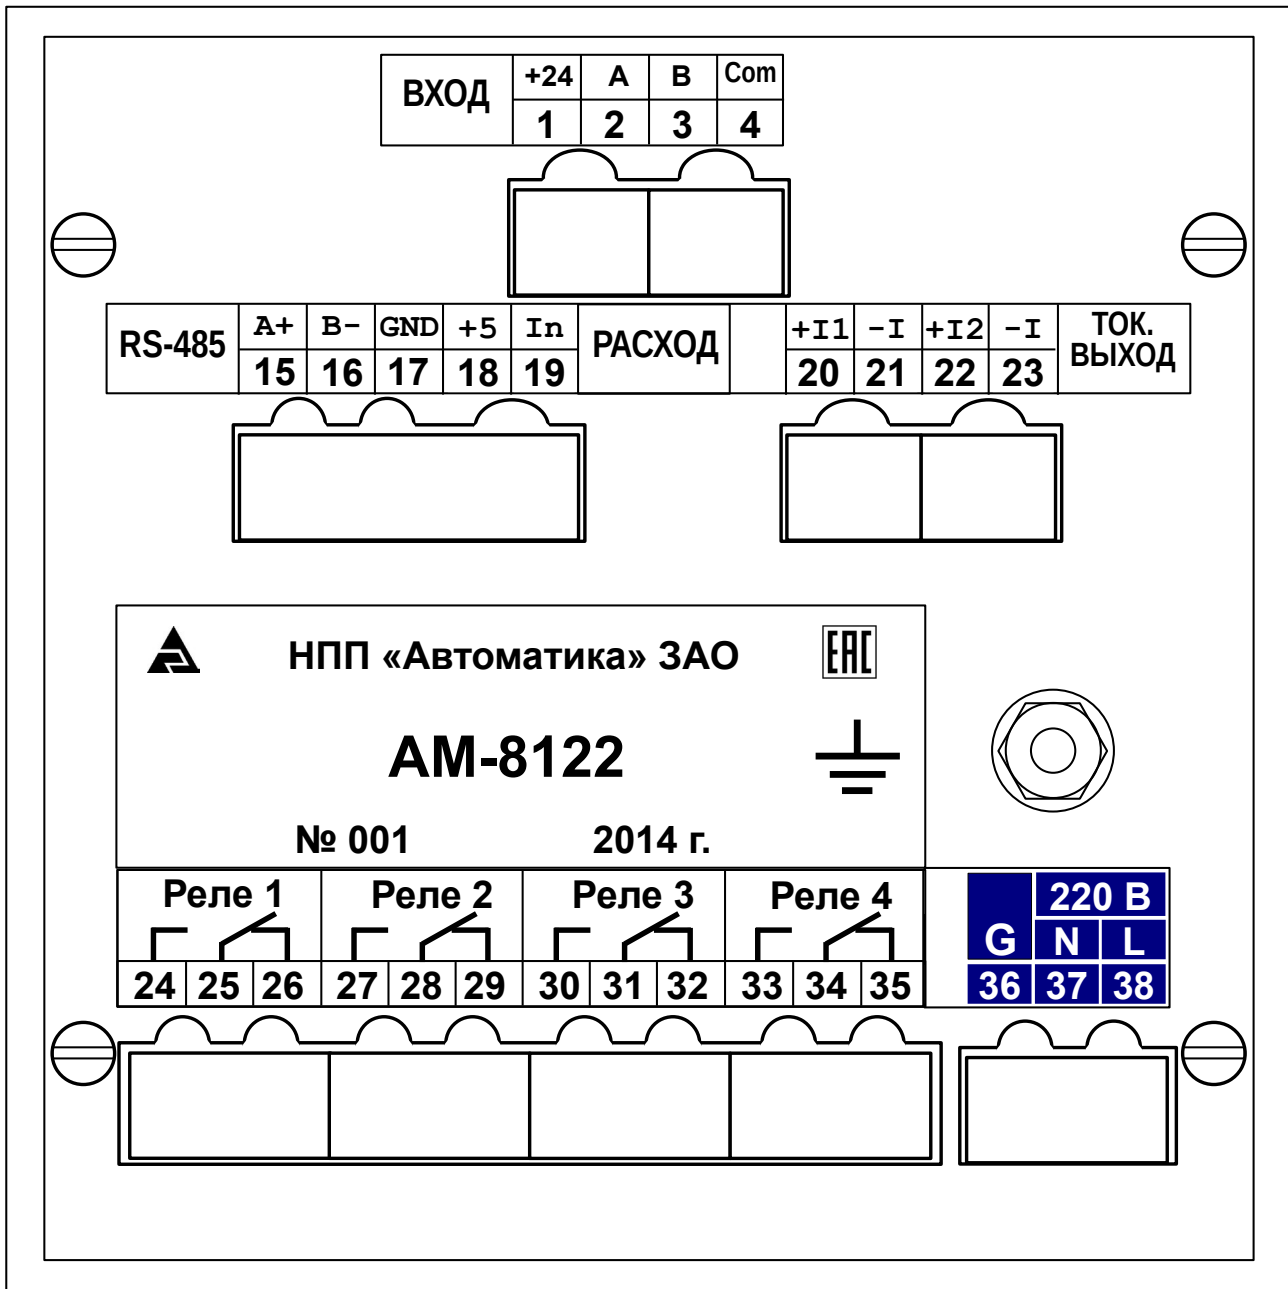 ВХОД +24 A B Com
1 2 3 4
RS-485 A+ B- GND +5 In РАСХОД +I1 -I +I2 -I ТОК. ВЫХОД
15 16 17 18 19 20 21 22 23
НПП «Автоматика» ЗАО EAC
АМ-8122
№ 001 2014 г.
Реле 1 Реле 2 Реле 3 Реле 4 220 В
G N L
24 25 26 27 28 29 30 31 32 33 34 35 36 37 38